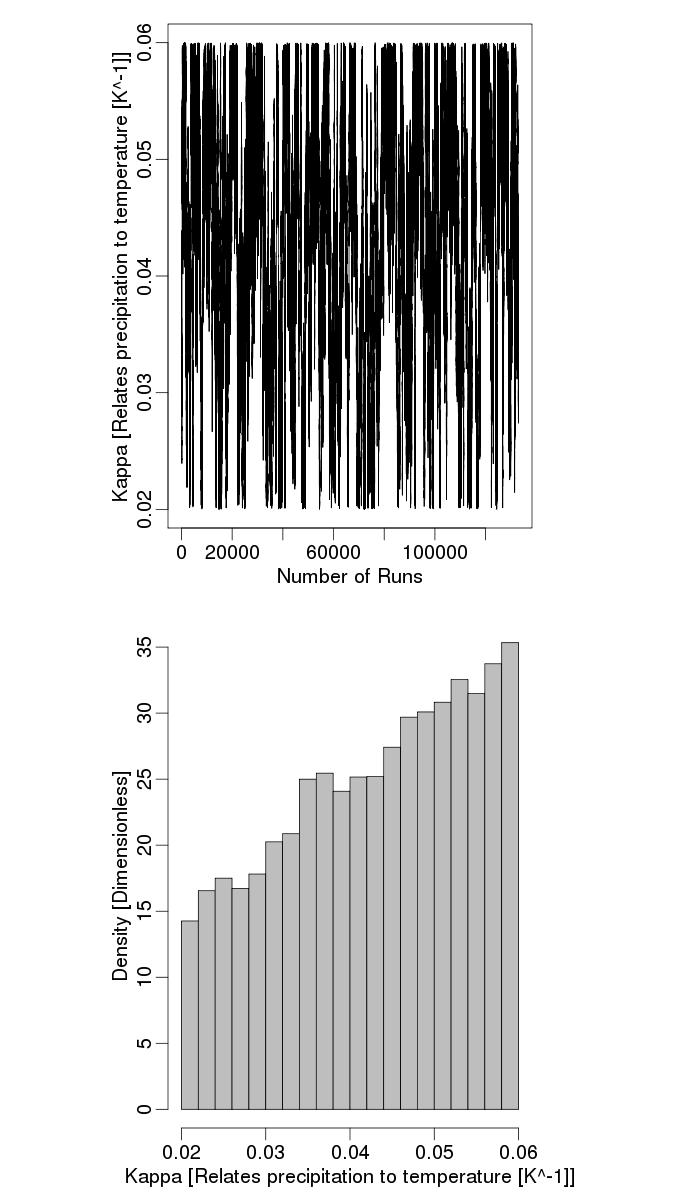 Kappa [Relates precipitation to temperature [K^-1]]
0.06
0.05
0.04
0.03
0.02
0 20000 60000 100000
Number of Runs
Density [Dimensionless]
35
30
25
20
15
10
5
0
0.02 0.03 0.04 0.05 0.06
Kappa [Relates precipitation to temperature [K^-1]]